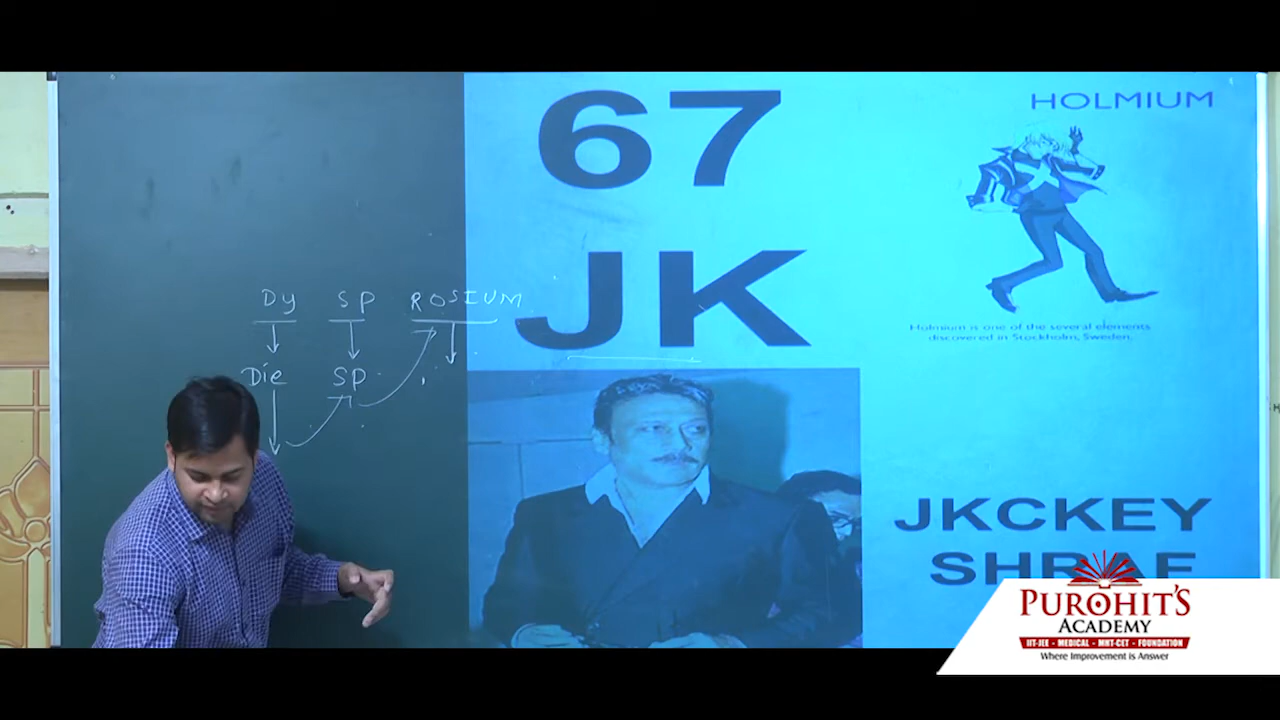 67
HOLMIUM
JK
Holmium is one of the several elements
discovered in Stockholm, Sweden.
Dy SP ROSIUM
Die SP
JKCKEY
SHRAF
PUROHIT'S
ACADEMY
IIT-JEE - MEDICAL - MHT-CET - FOUNDATION
Where Improvement is Answer